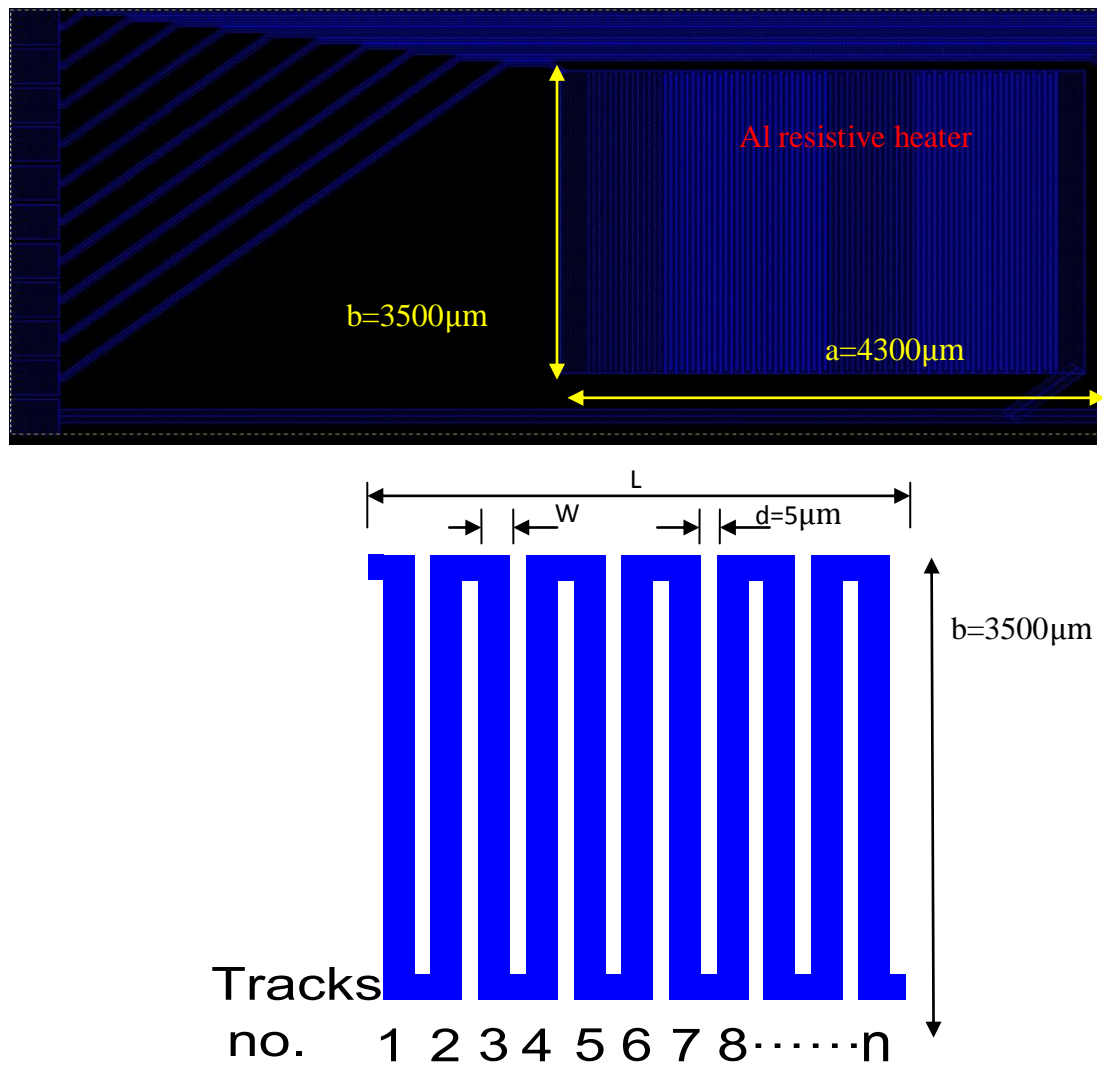 Al resistive heater
b=3500μm
a=4300μm
L
W
d=5μm
b=3500μm
Tracks
no. 1 2 3 4 5 6 7 8······n